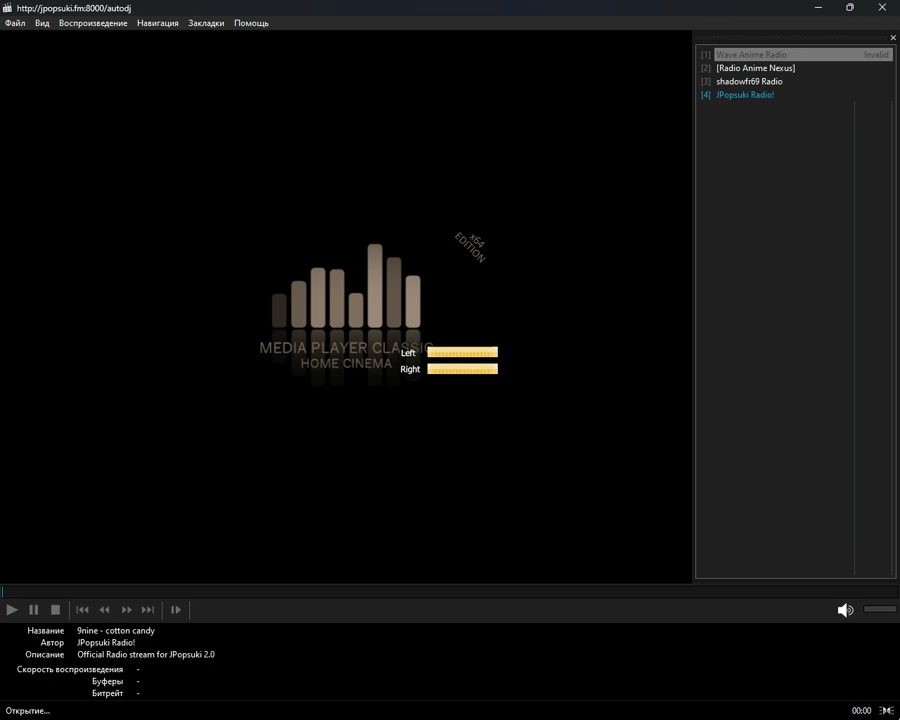 http://jpopsuki.fm:8000/autodj
Файл Вид Воспроизведение Навигация Закладки Помощь
[1] Wave Anime Radio Invalid
[2] [Radio Anime Nexus]
[3] shadowfr69 Radio
[4] JPopsuki Radio!
x64
EDITION
MEDIA PLAYER CLASSIC
HOME CINEMA
Left
Right
Название 9nine - cotton candy
Автор JPopsuki Radio!
Описание Official Radio stream for JPopsuki 2.0
Скорость воспроизведения -
Буферы -
Битрейт -
Открытие... 00:00